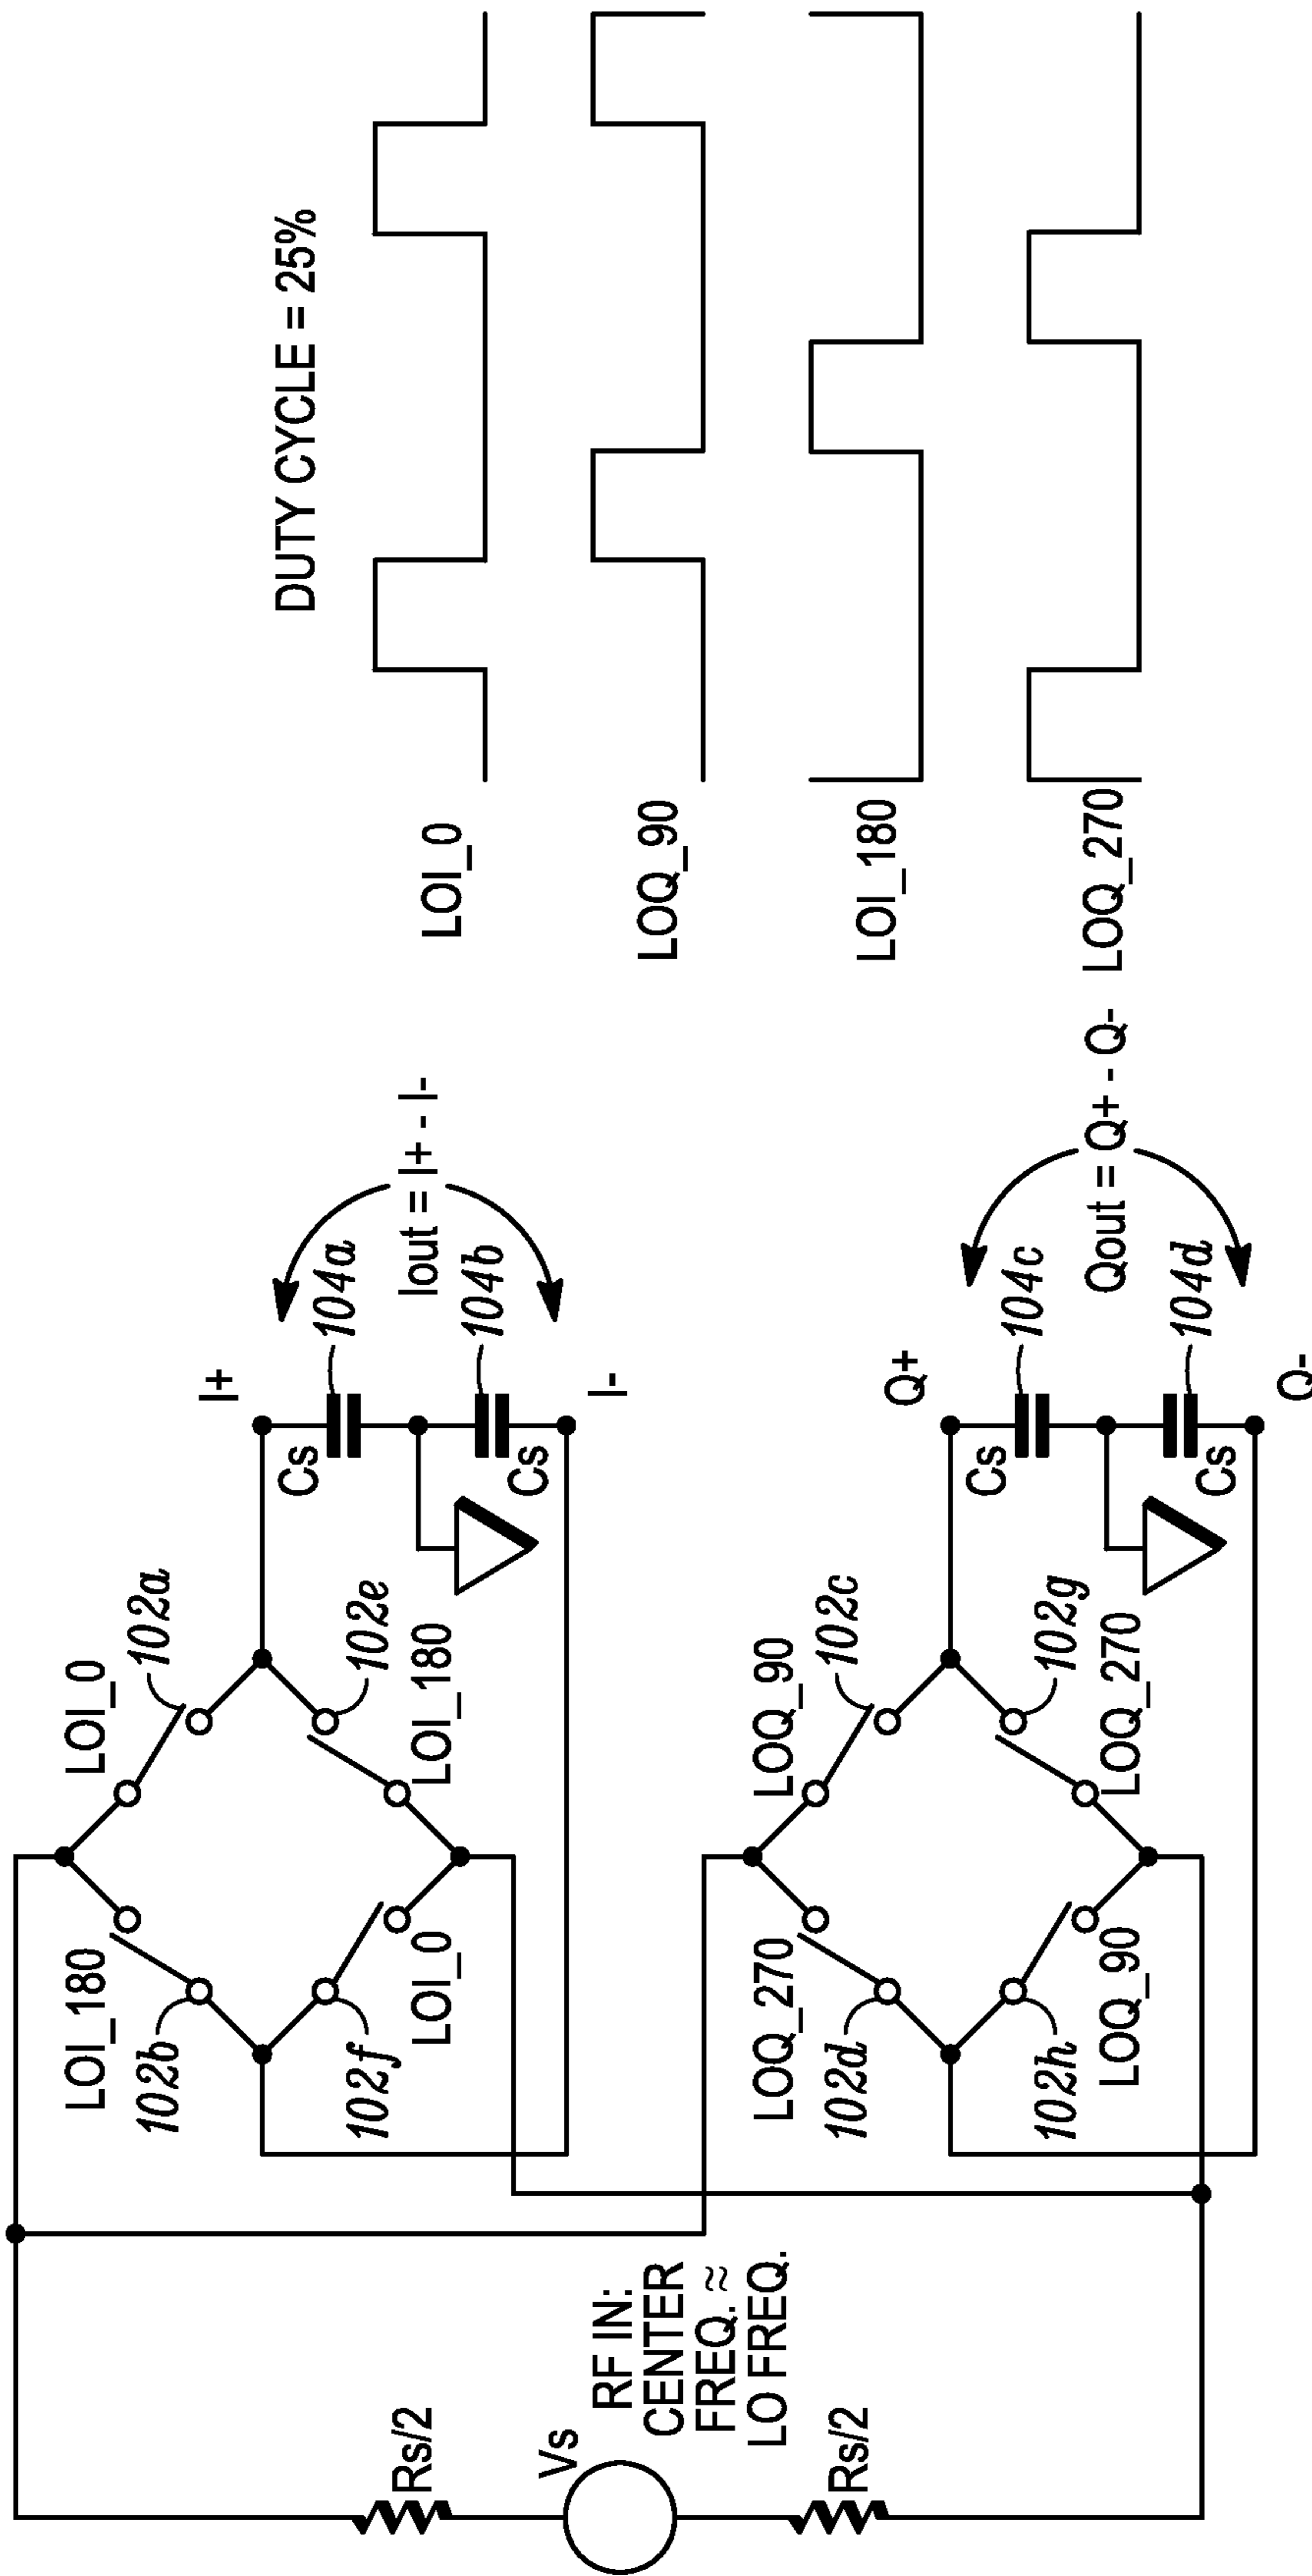 Rs/2
Vs
RF IN:
CENTER
FREQ. ≈
LO FREQ.
Rs/2
LOI_180
102b
LOI_0
102a
102f
LOI_0
102e
LOI_180
I+
Cs
104a
Cs
104b
I-
Iout = I+ - I-
LOQ_270
102d
LOQ_90
102c
102h
LOQ_90
102g
LOQ_270
Q+
Cs
104c
Cs
104d
Q-
Qout = Q+ - Q-
DUTY CYCLE = 25%
LOI_0
LOQ_90
LOI_180
LOQ_270